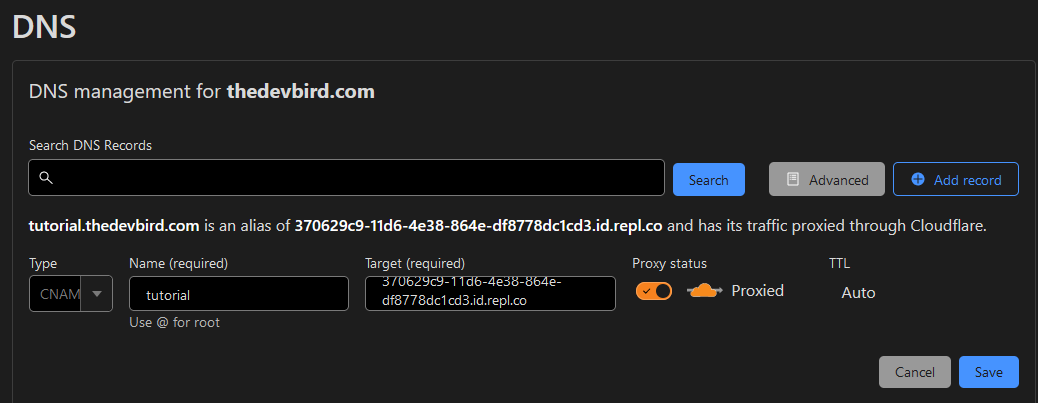 DNS
DNS management for thedevbird.com
Search DNS Records
Search Advanced Add record
tutorial.thedevbird.com is an alias of 370629c9-11d6-4e38-864e-df8778dc1cd3.id.repl.co and has its traffic proxied through Cloudflare.
Type Name (required) Target (required) Proxy status TTL
CNAM tutorial 370629c9-11d6-4e38-864e- Proxied Auto
df8778dc1cd3.id.repl.co
Use @ for root
Cancel Save